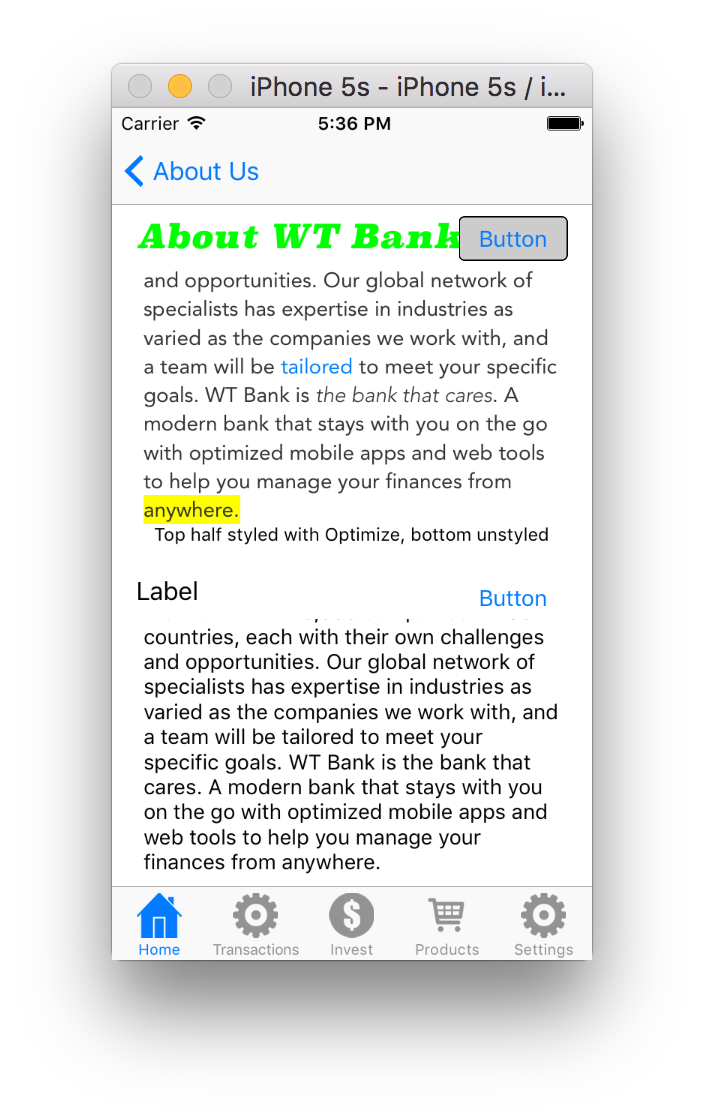 iPhone 5s - iPhone 5s / i...
Carrier 5:36 PM
About Us
About WT Bank Button
and opportunities. Our global network of
specialists has expertise in industries as
varied as the companies we work with, and
a team will be tailored to meet your specific
goals. WT Bank is the bank that cares. A
modern bank that stays with you on the go
with optimized mobile apps and web tools
to help you manage your finances from
anywhere.
Top half styled with Optimize, bottom unstyled
Label Button
countries, each with their own challenges
and opportunities. Our global network of
specialists has expertise in industries as
varied as the companies we work with, and
a team will be tailored to meet your
specific goals. WT Bank is the bank that
cares. A modern bank that stays with you
on the go with optimized mobile apps and
web tools to help you manage your
finances from anywhere.
Home Transactions Invest Products Settings